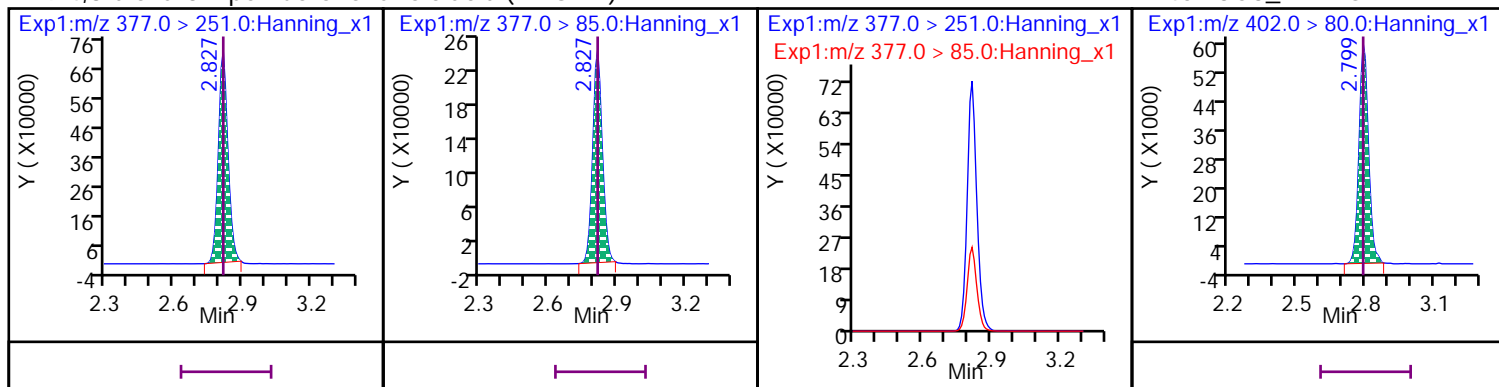 Exp1:m/z 377.0 > 251.0:Hanning_x1
Y ( X10000)
76
66
56
46
36
26
16
6
-4
2.827
2.3 2.6 2.9 3.2
Min
Exp1:m/z 377.0 > 85.0:Hanning_x1
Y ( X10000)
26
22
18
14
10
6
2
-2
2.827
2.3 2.6 2.9 3.2
Min
Exp1:m/z 377.0 > 251.0:Hanning_x1
Exp1:m/z 377.0 > 85.0:Hanning_x1
Y ( X10000)
72
63
54
45
36
27
18
9
0
2.3 2.6 2.9 3.2
Min
Exp1:m/z 402.0 > 80.0:Hanning_x1
Y ( X1000)
60
52
44
36
28
20
12
4
-4
2.799
2.2 2.5 2.8 3.1
Min